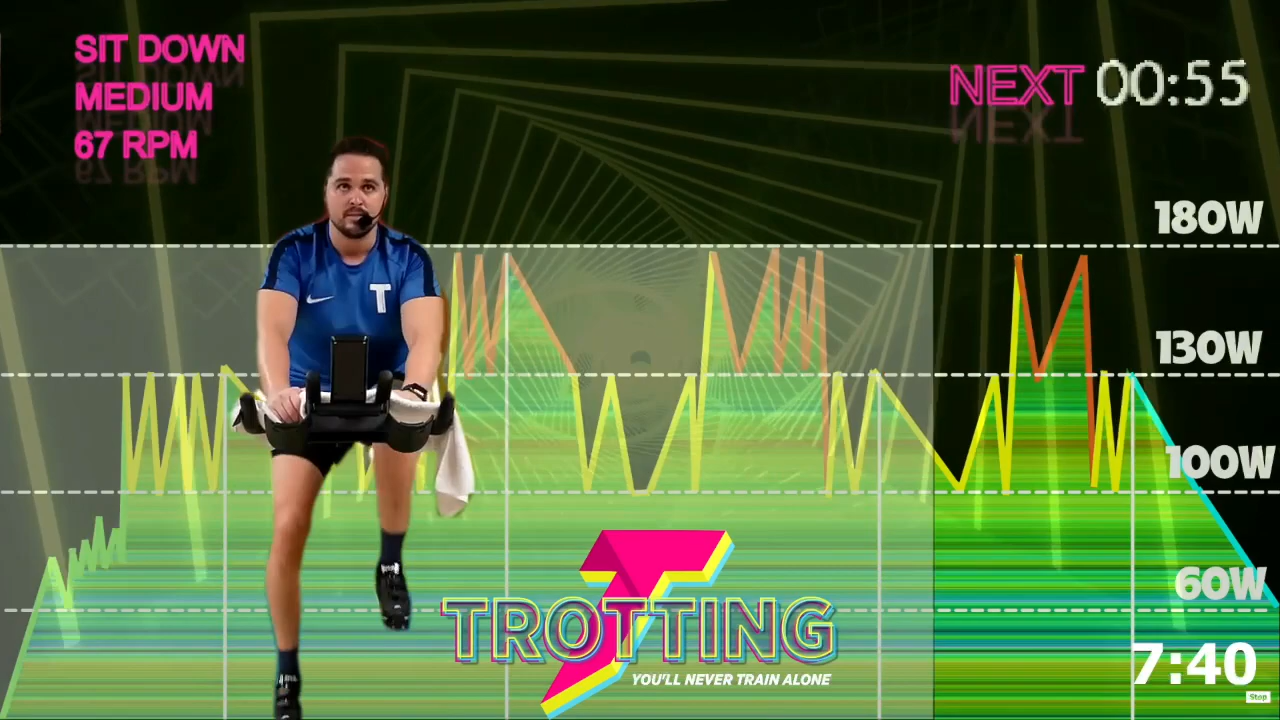 SIT DOWN
MEDIUM
67 RPM
NEXT 00:55
180W
130W
100W
60W
T
TROTTING
YOU'LL NEVER TRAIN ALONE
7:40
Stop